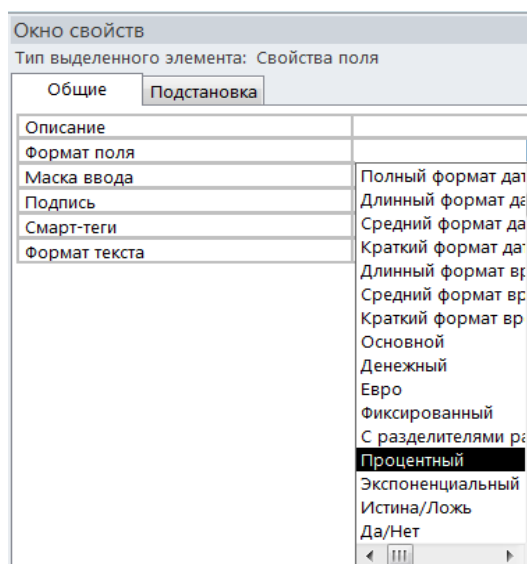 Окно свойств
Тип выделенного элемента: Свойства поля
Общие Подстановка
Описание
Формат поля
Маска ввода
Подпись
Смарт-теги
Формат текста
Полный формат дат
Длинный формат да
Средний формат да
Краткий формат дат
Длинный формат вр
Средний формат вр
Краткий формат вр
Основной
Денежный
Евро
Фиксированный
С разделителями ра
Процентный
Экспоненциальный
Истина/Ложь
Да/Нет